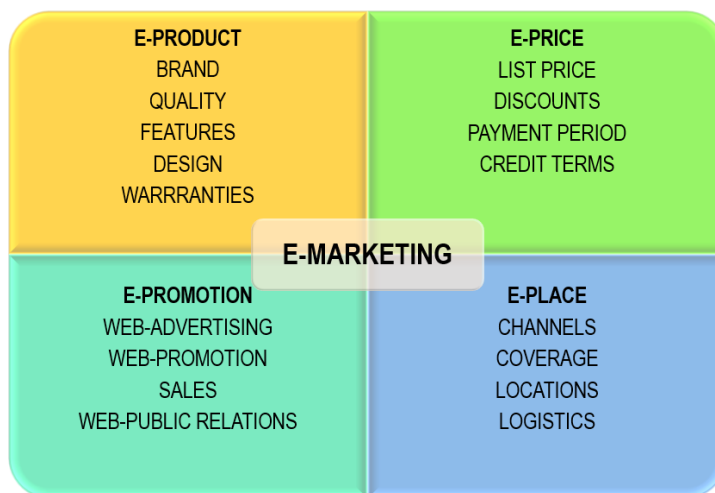 E-PRODUCT
BRAND
QUALITY
FEATURES
DESIGN
WARRRANTIES
E-PRICE
LIST PRICE
DISCOUNTS
PAYMENT PERIOD
CREDIT TERMS
E-MARKETING
E-PROMOTION
WEB-ADVERTISING
WEB-PROMOTION
SALES
WEB-PUBLIC RELATIONS
E-PLACE
CHANNELS
COVERAGE
LOCATIONS
LOGISTICS